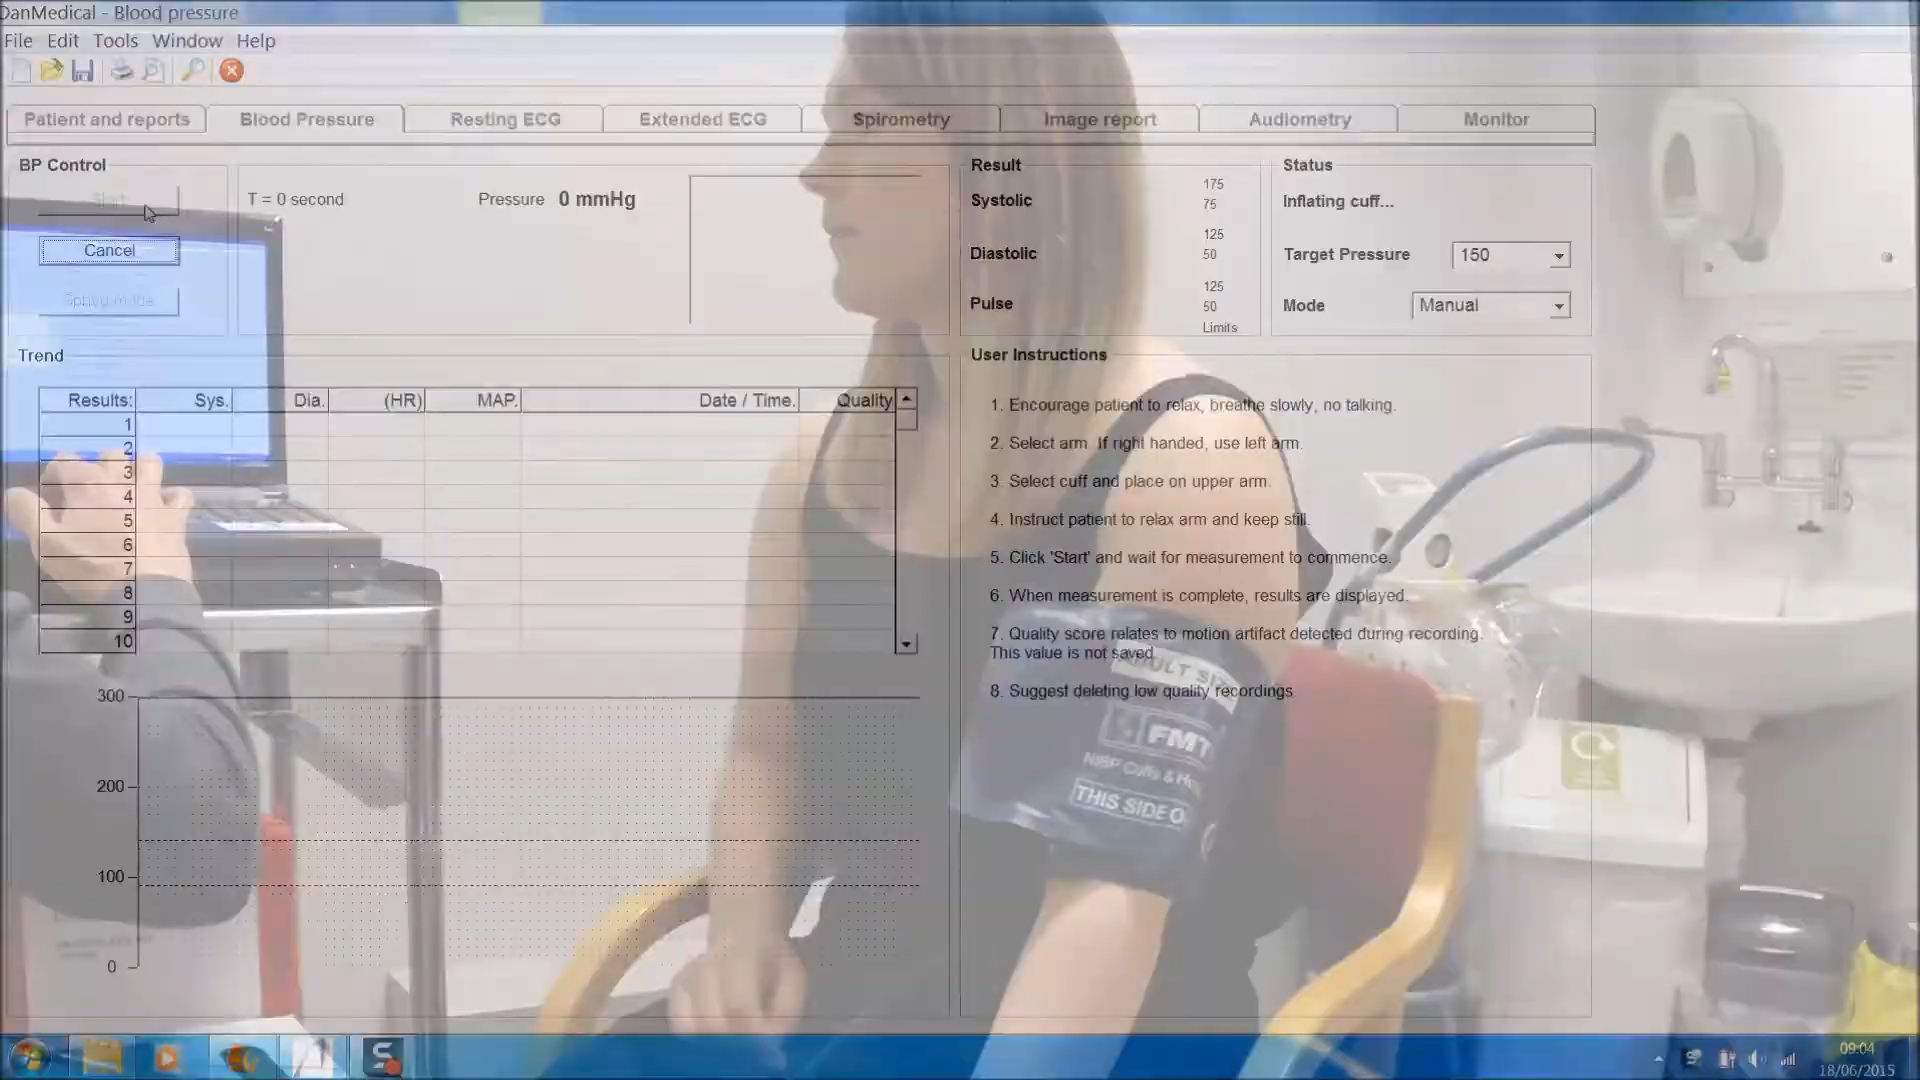 DanMedical - Blood pressure
File Edit Tools Window Help
Patient and reports Blood Pressure Resting ECG Extended ECG Spirometry Image report Audiometry Monitor
BP Control
Start
Cancel
T = 0 second
Pressure 0 mmHg
Result
175
Systolic 75
125
Diastolic 50
125
Pulse 50
Limits
Status
Inflating cuff...
Target Pressure 150
Mode Manual
Trend
Results: Sys. Dia. (HR) MAP. Date / Time. Quality
1
2
3
4
5
6
7
8
9
10
300
200
100
0
User Instructions
1. Encourage patient to relax, breathe slowly, no talking.
2. Select arm If right handed, use left arm.
3. Select cuff and place on upper arm.
4. Instruct patient to relax arm and keep still.
5. Click 'Start' and wait for measurement to commence.
6. When measurement is complete, results are displayed.
7. Quality score relates to motion artifact detected during recording.
This value is not saved.
8. Suggest deleting low quality recordings.
ADULT SIZE
FMT
NIBP Cuffs &
THIS SIDE
09:04
18/06/2015